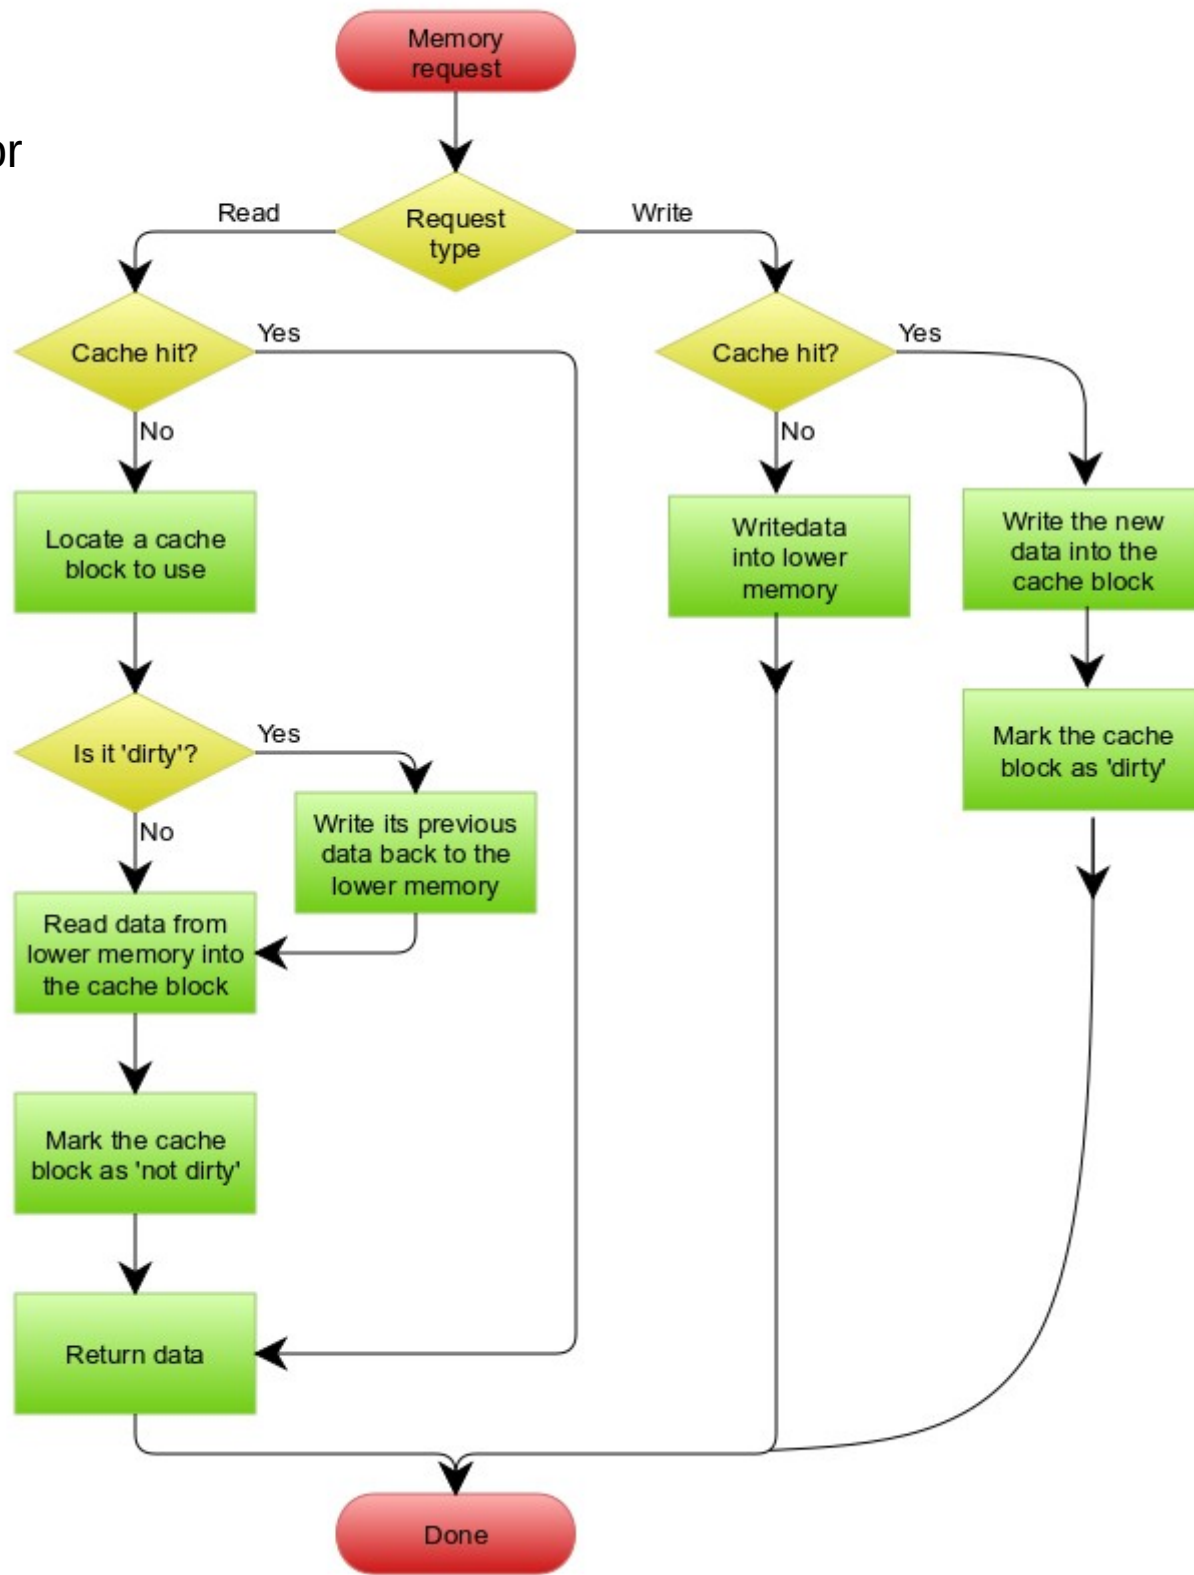 Memory
request
or
Read
Request
type
Write
Cache hit?
Yes
Cache hit?
Yes
No
No
Locate a cache
block to use
Writedata
into lower
memory
Write the new
data into the
cache block
Is it 'dirty'?
Yes
Mark the cache
block as 'dirty'
No
Write its previous
data back to the
lower memory
Read data from
lower memory into
the cache block
Mark the cache
block as 'not dirty'
Return data
Done